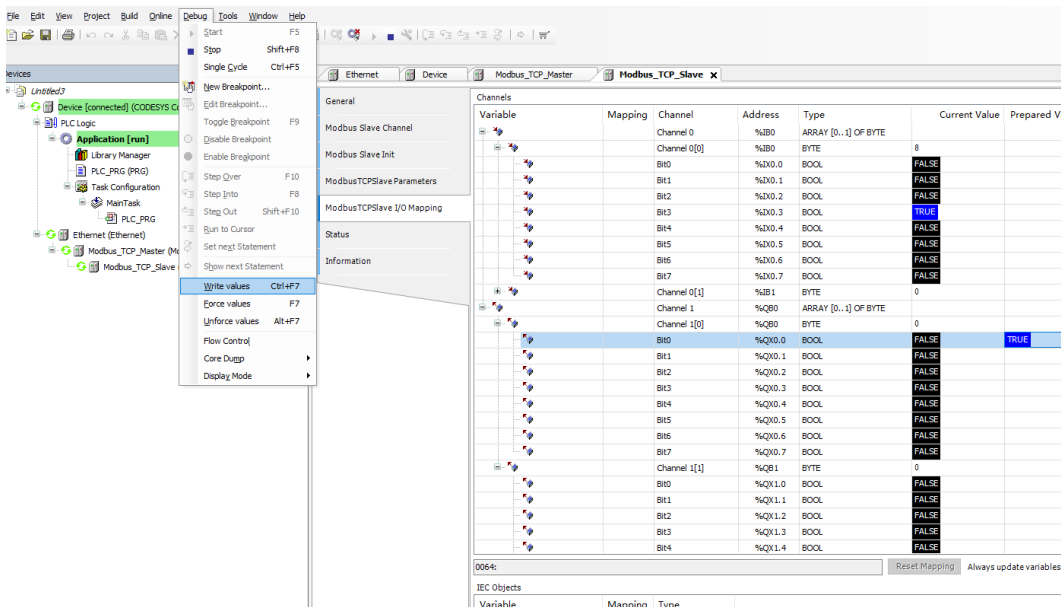 File Edit View Project Build Online Debug Tools Window Help
Start F5
Stop Shift+F8
Single Cycle Ctrl+F5
New Breakpoint...
Edit Breakpoint...
Toggle Breakpoint F9
Disable Breakpoint
Enable Breakpoint
Step Over F10
Step Into F8
Step Out Shift+F10
Run to Cursor
Set next Statement
Show next Statement
Write values Ctrl+F7
Force values F7
Unforce values Alt+F7
Flow Control
Core Dump
Display Mode
Untitled3
Device [connected] (CODESYS
PLC Logic
Application [run]
Library Manager
PLC_PRG (PRG)
Task Configuration
MainTask
PLC_PRG
Ethernet (Ethernet)
Modbus_TCP_Master
Modbus_TCP_Slave
Ethernet Device Modbus_TCP_Master Modbus_TCP_Slave x
General
Modbus Slave Channel
Modbus Slave Init
ModbusTCPSlave Parameters
ModbusTCPSlave I/O Mapping
Status
Information
Channels
Variable Mapping Channel Address Type Current Value Prepared
Channel 0 %IB0 ARRAY [0..1] OF BYTE
Channel 0[0] %IB0 BYTE 8
Bit0 %IX0.0 BOOL FALSE
Bit1 %IX0.1 BOOL FALSE
Bit2 %IX0.2 BOOL FALSE
Bit3 %IX0.3 BOOL TRUE
Bit4 %IX0.4 BOOL FALSE
Bit5 %IX0.5 BOOL FALSE
Bit6 %IX0.6 BOOL FALSE
Bit7 %IX0.7 BOOL FALSE
Channel 0[1] %IB1 BYTE 0
Channel 1 %QB0 ARRAY [0..1] OF BYTE
Channel 1[0] %QB0 BYTE 0
Bit0 %QX0.0 BOOL FALSE TRUE
Bit1 %QX0.1 BOOL FALSE
Bit2 %QX0.2 BOOL FALSE
Bit3 %QX0.3 BOOL FALSE
Bit4 %QX0.4 BOOL FALSE
Bit5 %QX0.5 BOOL FALSE
Bit6 %QX0.6 BOOL FALSE
Bit7 %QX0.7 BOOL FALSE
Channel 1[1] %QB1 BYTE 0
Bit0 %QX1.0 BOOL FALSE
Bit1 %QX1.1 BOOL FALSE
Bit2 %QX1.2 BOOL FALSE
Bit3 %QX1.3 BOOL FALSE
Bit4 %QX1.4 BOOL FALSE
0064: Reset Mapping Always update variables
IEC Objects
Variable Mapping Type